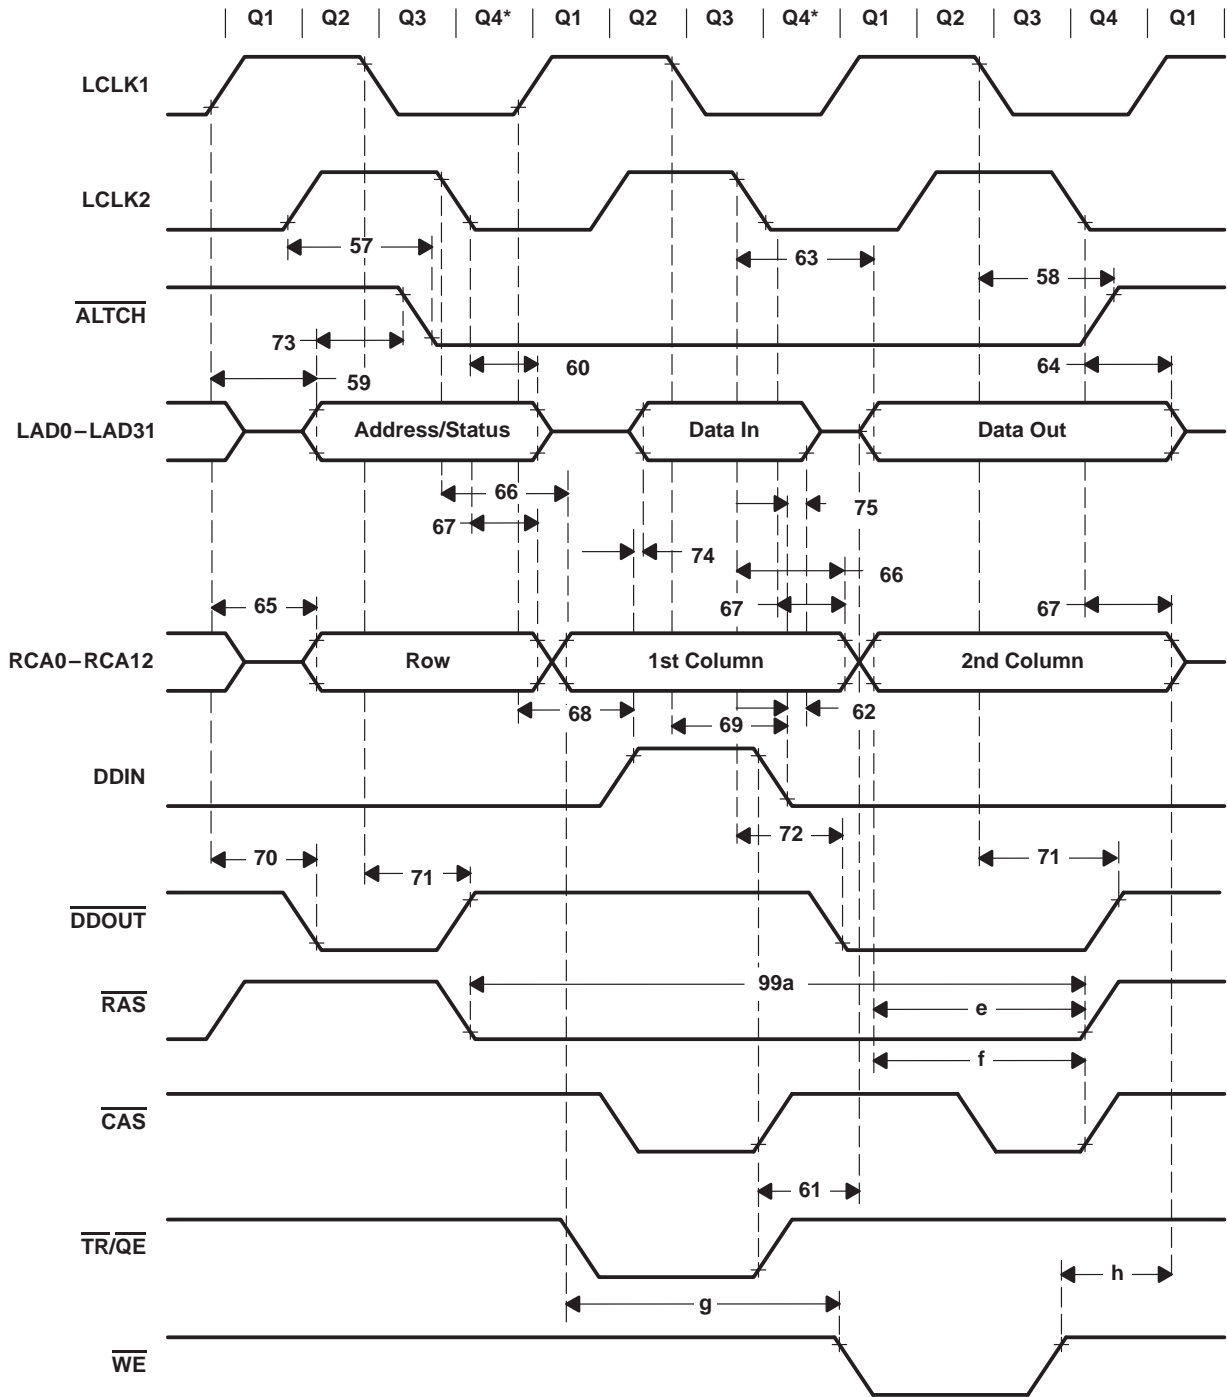 Q1 Q2 Q3 Q4* Q1 Q2 Q3 Q4* Q1 Q2 Q3 Q4 Q1
LCLK1
LCLK2
57
63
58
ALTCH
73
60
64
59
LAD0–LAD31 Address/Status Data In Data Out
66
75
67
74
66
65
67
67
RCA0–RCA12 Row 1st Column 2nd Column
68
69
62
DDIN
72
70
71
71
DDOUT
99a
RAS
e
f
CAS
61
TR/QE
h
g
WE